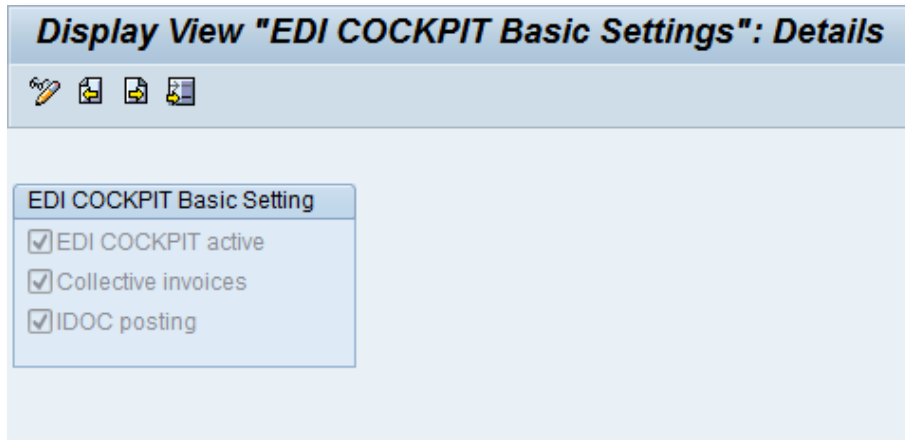 Display View "EDI COCKPIT Basic Settings": Details
EDI COCKPIT Basic Setting
EDI COCKPIT active
Collective invoices
IDOC posting